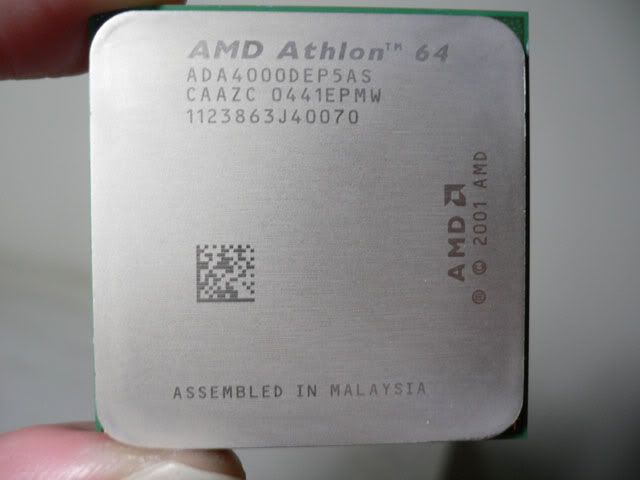 AMD Athlon™ 64
ADA4000DEP5AS
CAAZC 0441EPMW
1123863J40070
AMD
® © 2001 AMD
ASSEMBLED IN MALAYSIA